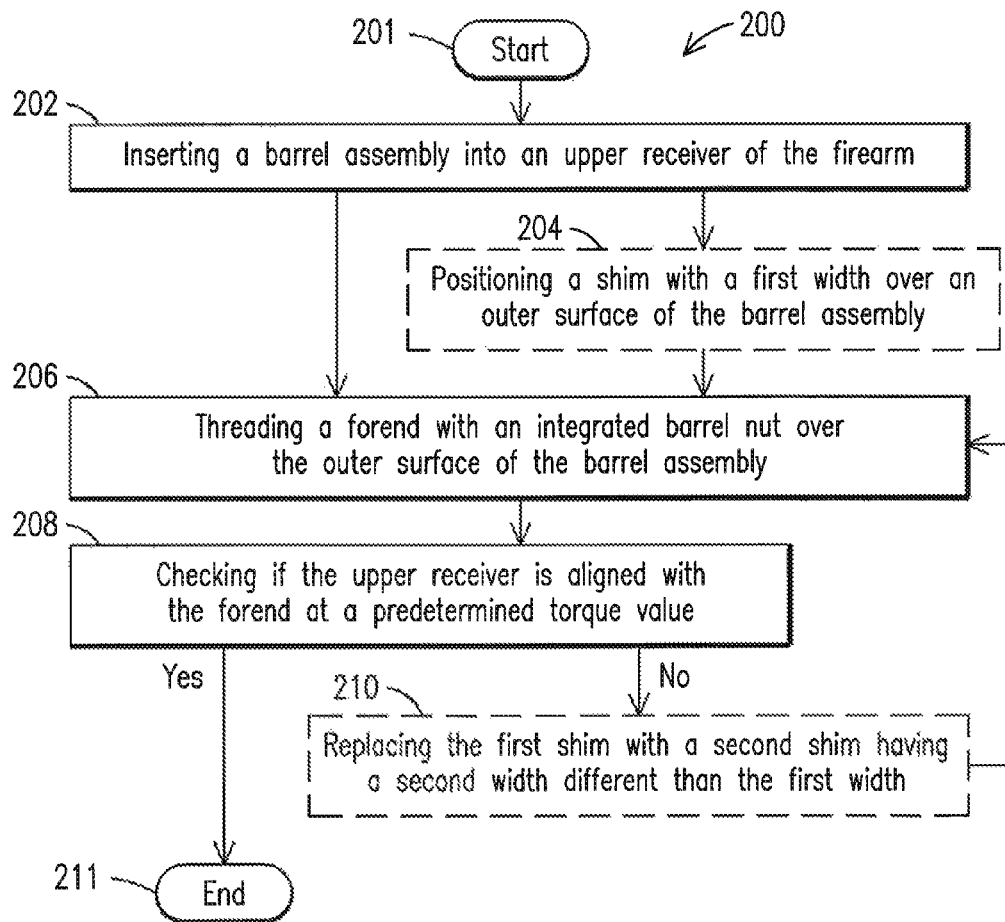 201
Start
200
202
Inserting a barrel assembly into an upper receiver of the firearm
204
Positioning a shim with a first width over an
outer surface of the barrel assembly
206
Threading a forend with an integrated barrel nut over
the outer surface of the barrel assembly
208
Checking if the upper receiver is aligned with
the forend at a predetermined torque value
Yes
No
210
Replacing the first shim with a second shim having
a second width different than the first width
211
End